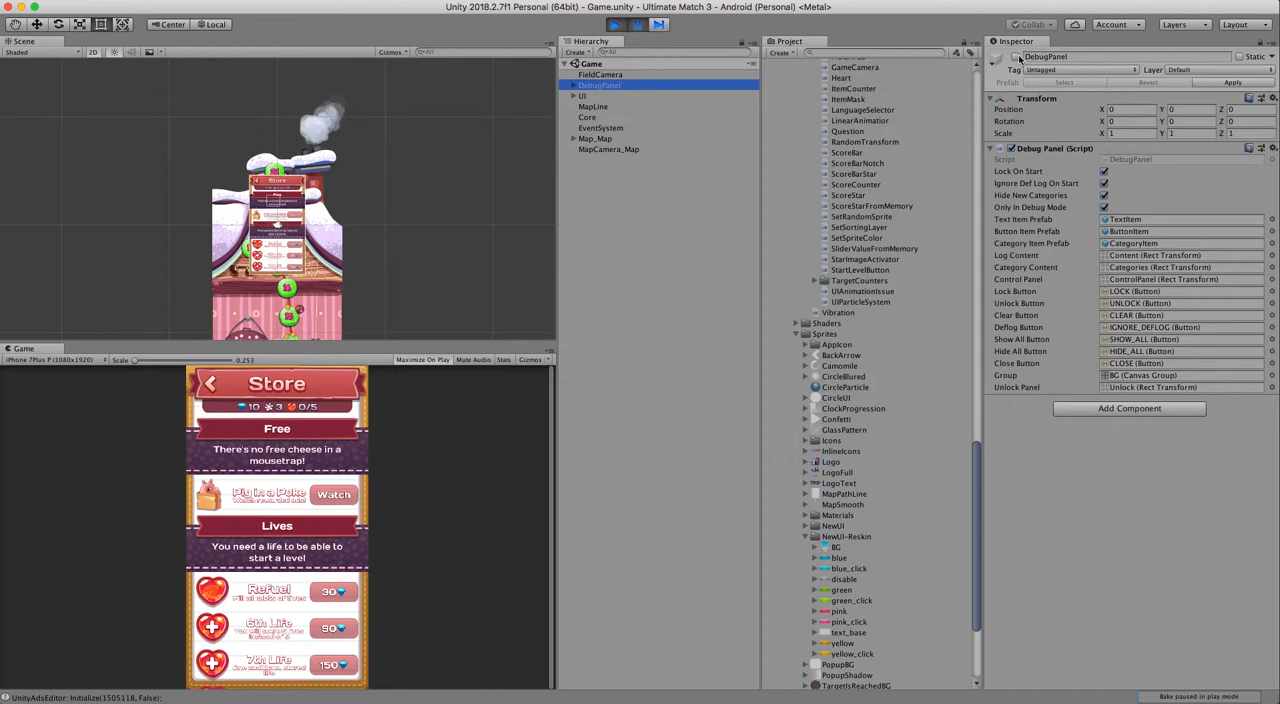 Unity 2018.2.7f1 Personal (64bit) - Game.unity - Ultimate Match 3 - Android (Personal) <Metal>
Center Local Collab Account Layers Layout
Scene
Shaded 2D Gizmos All
Game
iPhone 7Plus P (1080x1920) Scale 0.253 Maximize On Play Mute Audio Stats Gizmos
Store
10 3 0/5
Free
There's no free cheese in a
mousetrap!
Pig in a Poke
Watch
Lives
You need a life to be able to
start a level
Refuel
30
6th Life
90
7th Life
150
Hierarchy
Create All
Game
FieldCamera
DebugPanel
UI
MapLine
Core
EventSystem
Map_Map
MapCamera_Map
Project
Create
GameCamera
Heart
ItemCounter
ItemMask
LanguageSelector
LinearAnimatior
Question
RandomTransform
ScoreBar
ScoreBarNotch
ScoreBarStar
ScoreCounter
ScoreStar
ScoreStarFromMemory
SetRandomSprite
SetSortingLayer
SetSpriteColor
SliderValueFromMemory
StarImageActivator
StartLevelButton
TargetCounters
UIAnimationIssue
UIParticleSystem
Vibration
Shaders
Sprites
AppIcon
BackArrow
Camomile
CircleBlured
CircleParticle
CircleUI
ClockProgression
Confetti
GlassPattern
Icons
InlineIcons
Logo
LogoFull
LogoText
MapPathLine
MapSmooth
Materials
NewUI
NewUI-Reskin
BG
blue
blue_click
disable
green
green_click
pink
pink_click
text_base
yellow
yellow_click
PopupBG
PopupShadow
TargetIsReachedBG
Inspector
DebugPanel Static
Tag Untagged Layer Default
Prefab Select Revert Apply
Transform
Position X 0 Y 0 Z 0
Rotation X 0 Y 0 Z 0
Scale X 1 Y 1 Z 1
Debug Panel (Script)
Script DebugPanel
Lock On Start
Ignore Def Log On Start
Hide New Categories
Only In Debug Mode
Text Item Prefab TextItem
Button Item Prefab ButtonItem
Category Item Prefab CategoryItem
Log Content Content (Rect Transform)
Category Content Categories (Rect Transform)
Control Panel ControlPanel (Rect Transform)
Lock Button LOCK (Button)
Unlock Button UNLOCK (Button)
Clear Button CLEAR (Button)
Deflog Button IGNORE_DEFLOG (Button)
Show All Button SHOW_ALL (Button)
Hide All Button HIDE_ALL (Button)
Close Button CLOSE (Button)
Group BG (Canvas Group)
Unlock Panel Unlock (Rect Transform)
Add Component
UnityAdsEditor: Initialize(1505118, False);
Bake paused in play mode